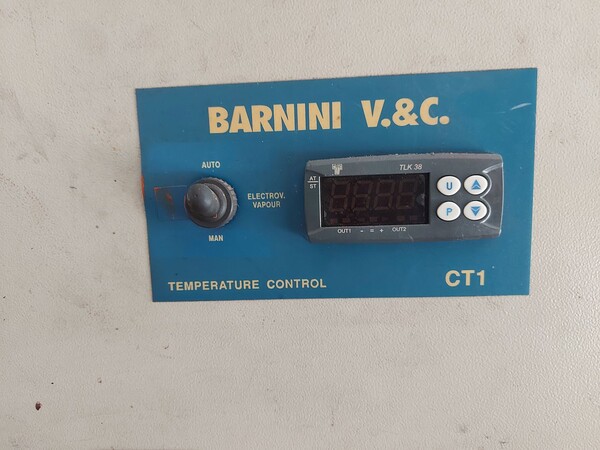 BARNINI V.&C.
AUTO
ELECTROV.
VAPOUR
MAN
TLK 38
AT
ST
U
P
OUT1 - = + OUT2
TEMPERATURE CONTROL
CT1